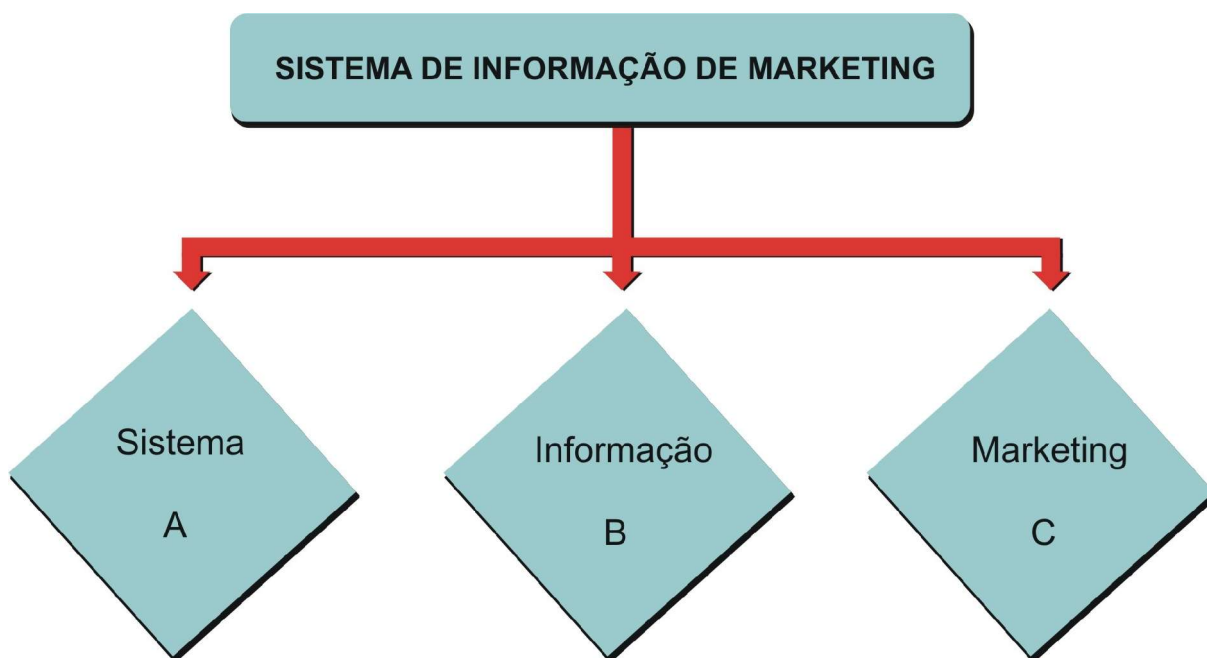 SISTEMA DE INFORMAÇÃO DE MARKETING
Sistema
A
Informação
B
Marketing
C